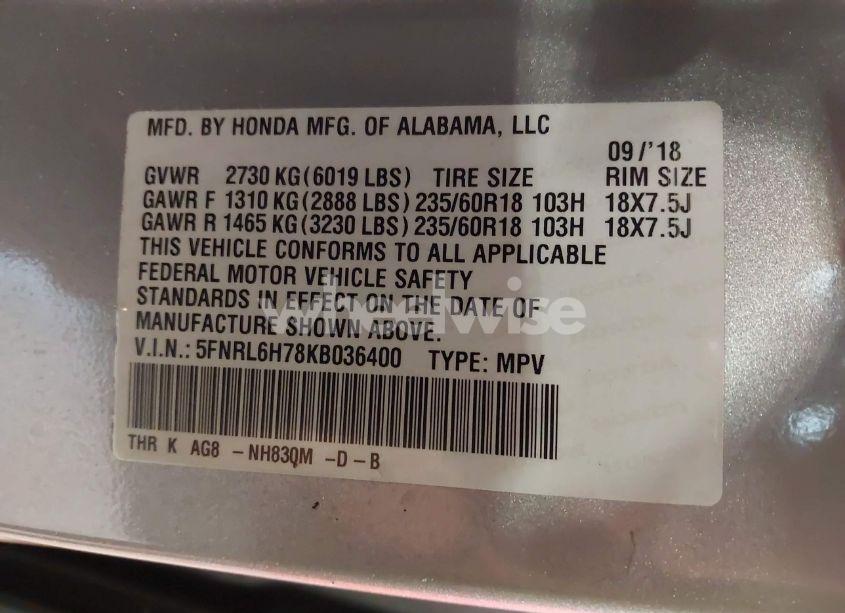 MFD. BY HONDA MFG. OF ALABAMA, LLC
09/'18
GVWR 2730 KG(6019 LBS) TIRE SIZE RIM SIZE
GAWR F 1310 KG(2888 LBS) 235/60R18 103H 18X7.5J
GAWR R 1465 KG(3230 LBS) 235/60R18 103H 18X7.5J
THIS VEHICLE CONFORMS TO ALL APPLICABLE
FEDERAL MOTOR VEHICLE SAFETY
STANDARDS IN EFFECT ON THE DATE OF
MANUFACTURE SHOWN ABOVE.
V.I.N.: 5FNRL6H78KB036400 TYPE: MPV
THR K AG8 -NH830M -D-B
wheelwise